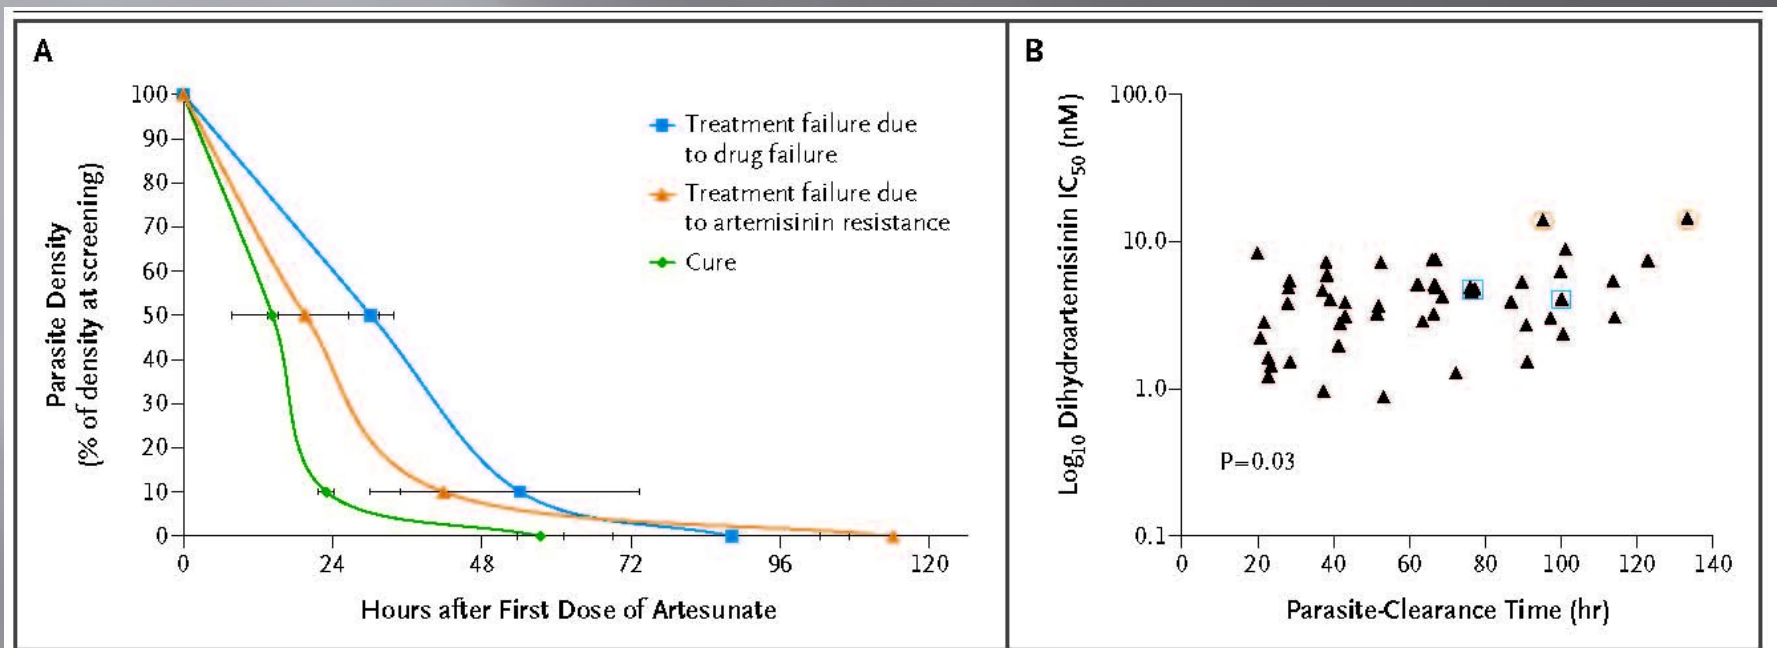 A
Parasite Density
(% of density at screening)
100
90
80
70
60
50
40
30
20
10
0
Treatment failure due
to drug failure
Treatment failure due
to artemisinin resistance
Cure
0 24 48 72 96 120
Hours after First Dose of Artesunate
B
Log10 Dihydroartemisinin IC50 (nM)
100.0
10.0
1.0
0.1
P=0.03
0 20 40 60 80 100 120 140
Parasite-Clearance Time (hr)